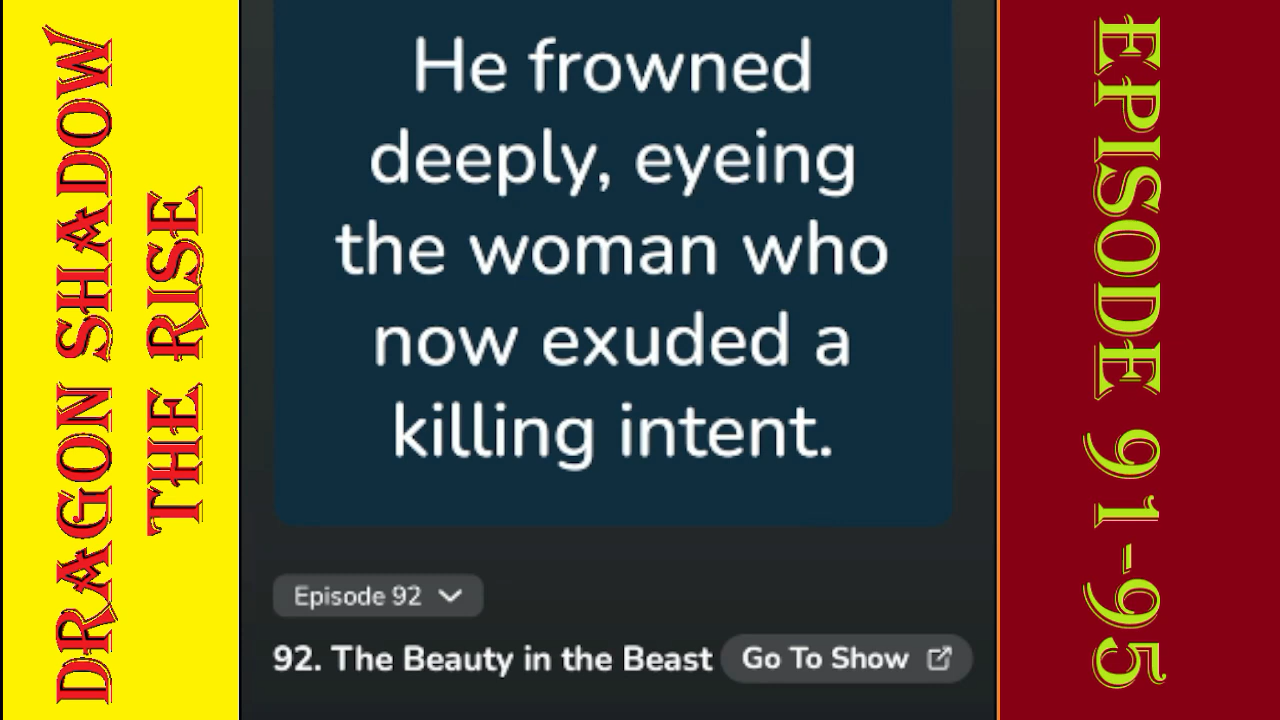 DRAGON SHADOW
THE RISE
He frowned
deeply, eyeing
the woman who
now exuded a
killing intent.
Episode 92
92. The Beauty in the Beast
Go To Show
EPISODE 91-95